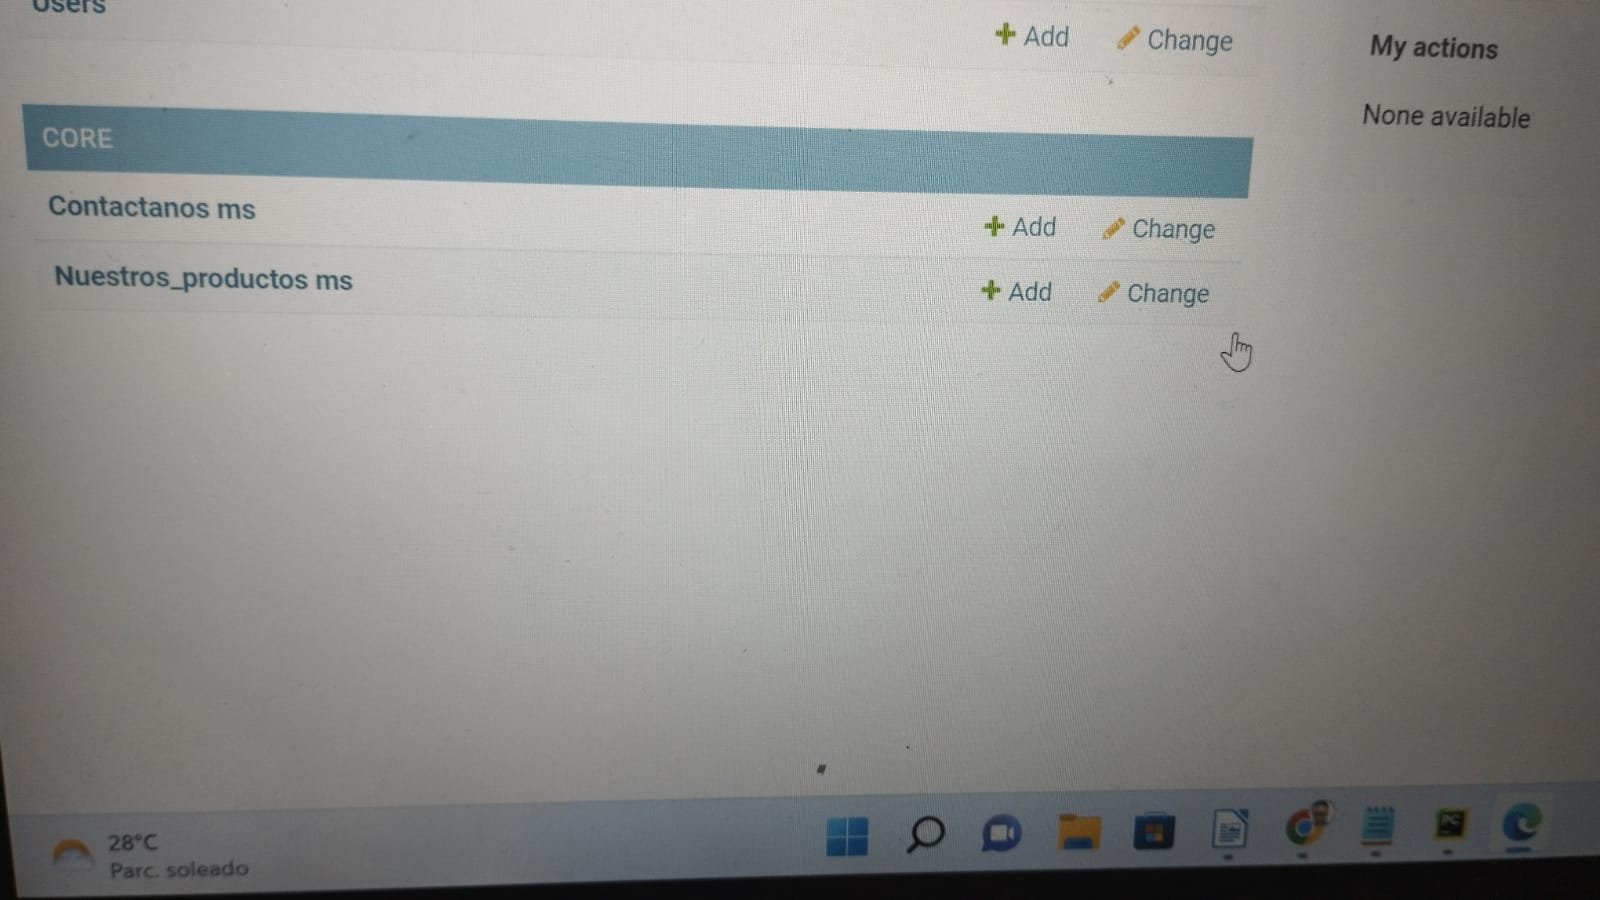 Users
Add Change
My actions
None available
CORE
Contactanos ms Add Change
Nuestros_productos ms Add Change
28°C
Parc. soleado
PC